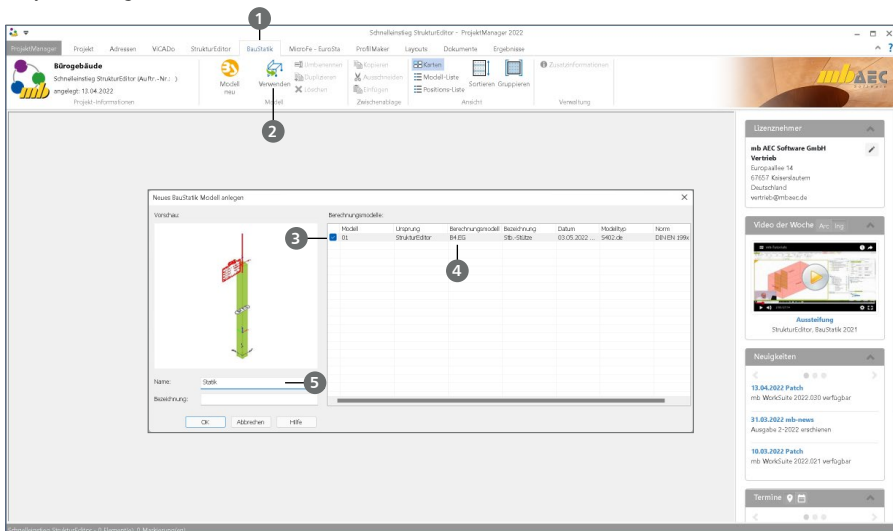 1
Schnelleinstieg StrukturEditor - ProjektManager 2022
ProjektManager Projekt Adressen ViCADo StrukturEditor BauStatik MicroFe - EuroSta ProfilMaker Layouts Dokumente Ergebnisse
Bürogebäude
Schnelleinstieg StrukturEditor (Auftr.-Nr.: )
angelegt: 13.04.2022
Projekt-Informationen
Modell neu
Verwenden
Umbenennen
Duplizieren
Löschen
Modell
Kopieren
Ausschneiden
Einfügen
Zwischenablage
Karten
Modell-Liste
Positions-Liste
Sortieren Gruppieren
Ansicht
Zusatzinformationen
Verwaltung
mb AEC
Software
2
Lizenznehmer
mb AEC Software GmbH
Vertrieb
Europaallee 14
67657 Kaiserslautern
Deutschland
vertrieb@mbaec.de
Neues BauStatik Modell anlegen
Vorschau:
Berechnungsmodelle:
Modell Ursprung Berechnungsmodell Bezeichnung Datum Modelltyp Norm
01 StrukturEditor B4.EG Stb.-Stütze 03.05.2022 ... S402.de DIN EN 199x
3
4
Name: Statik
5
Bezeichnung:
OK Abbrechen Hilfe
Video der Woche Arc Ing
Aussteifung
StrukturEditor, BauStatik 2021
Neuigkeiten
13.04.2022 Patch
mb WorkSuite 2022.030 verfügbar
31.03.2022 mb-news
Ausgabe 2-2022 erschienen
10.03.2022 Patch
mb WorkSuite 2022.021 verfügbar
Termine